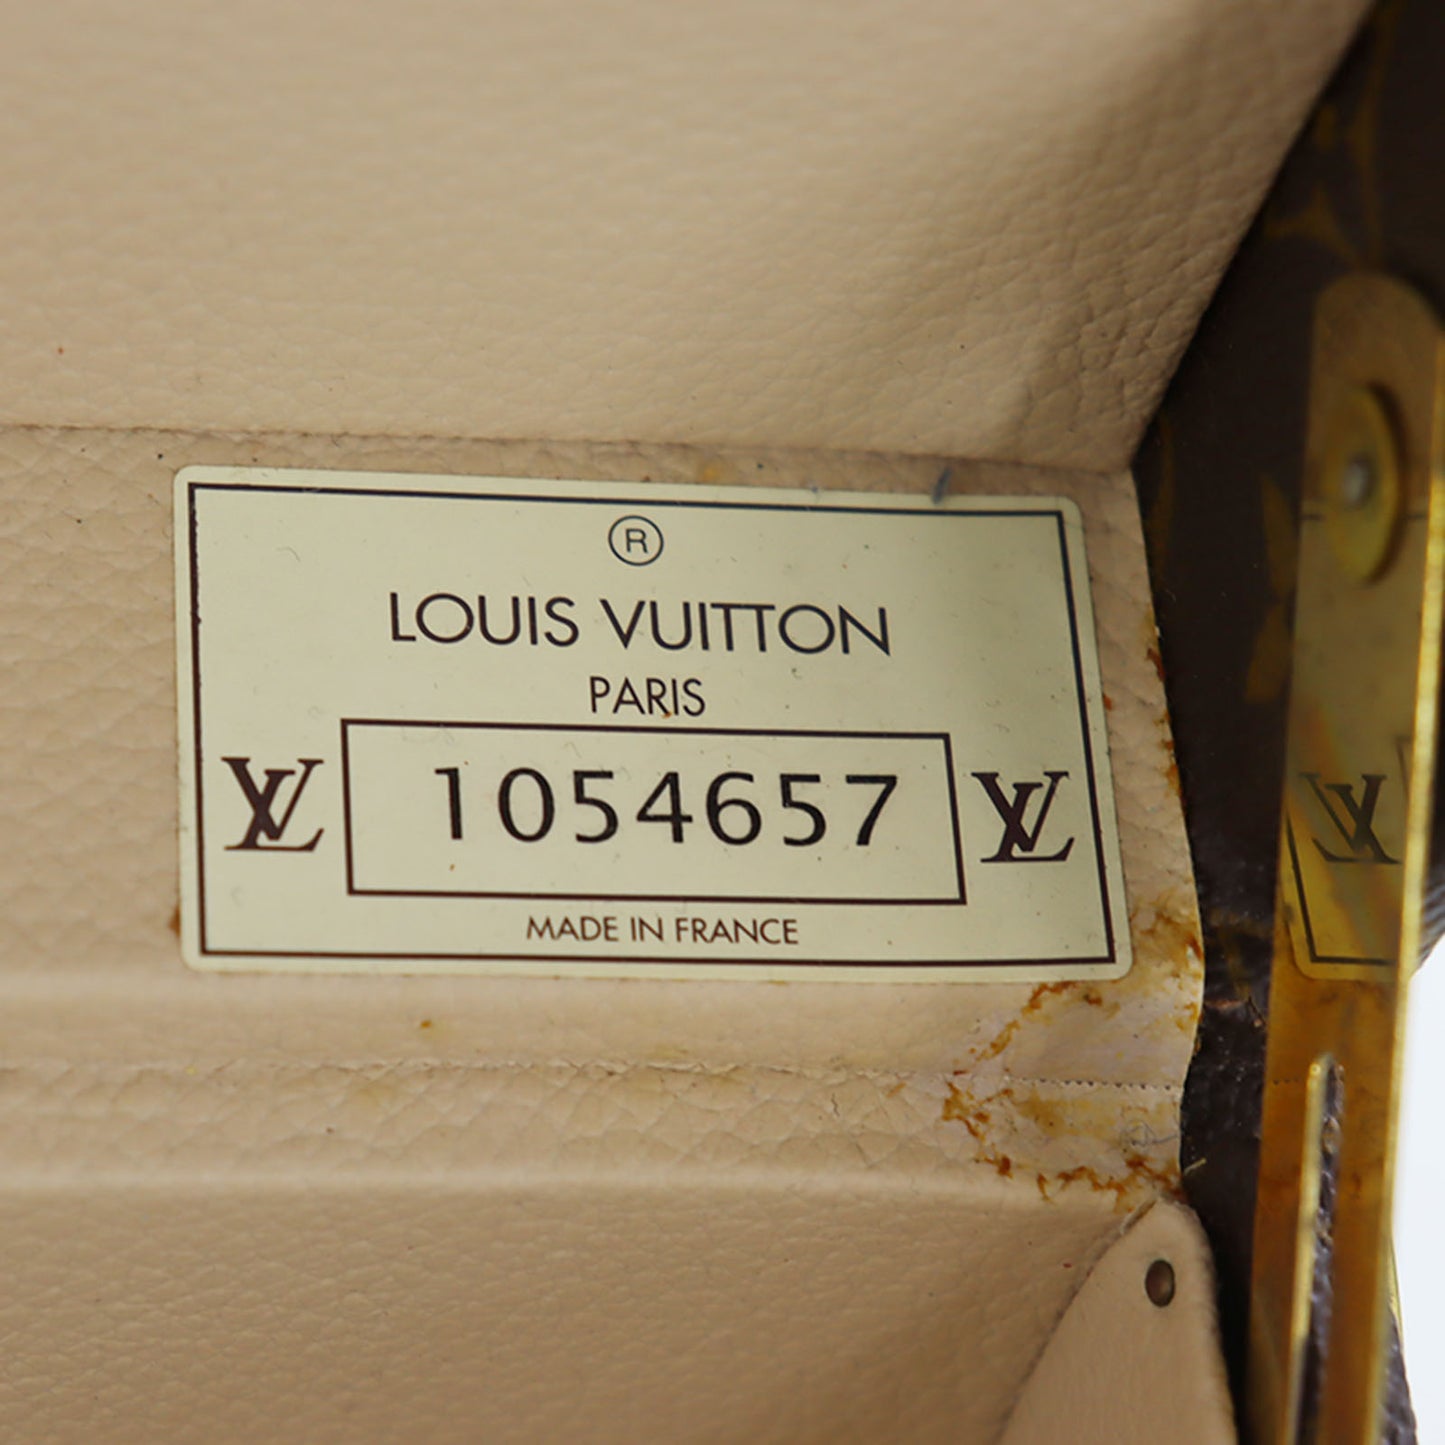 ®
LOUIS VUITTON
PARIS
LV 1054657 LV
MADE IN FRANCE